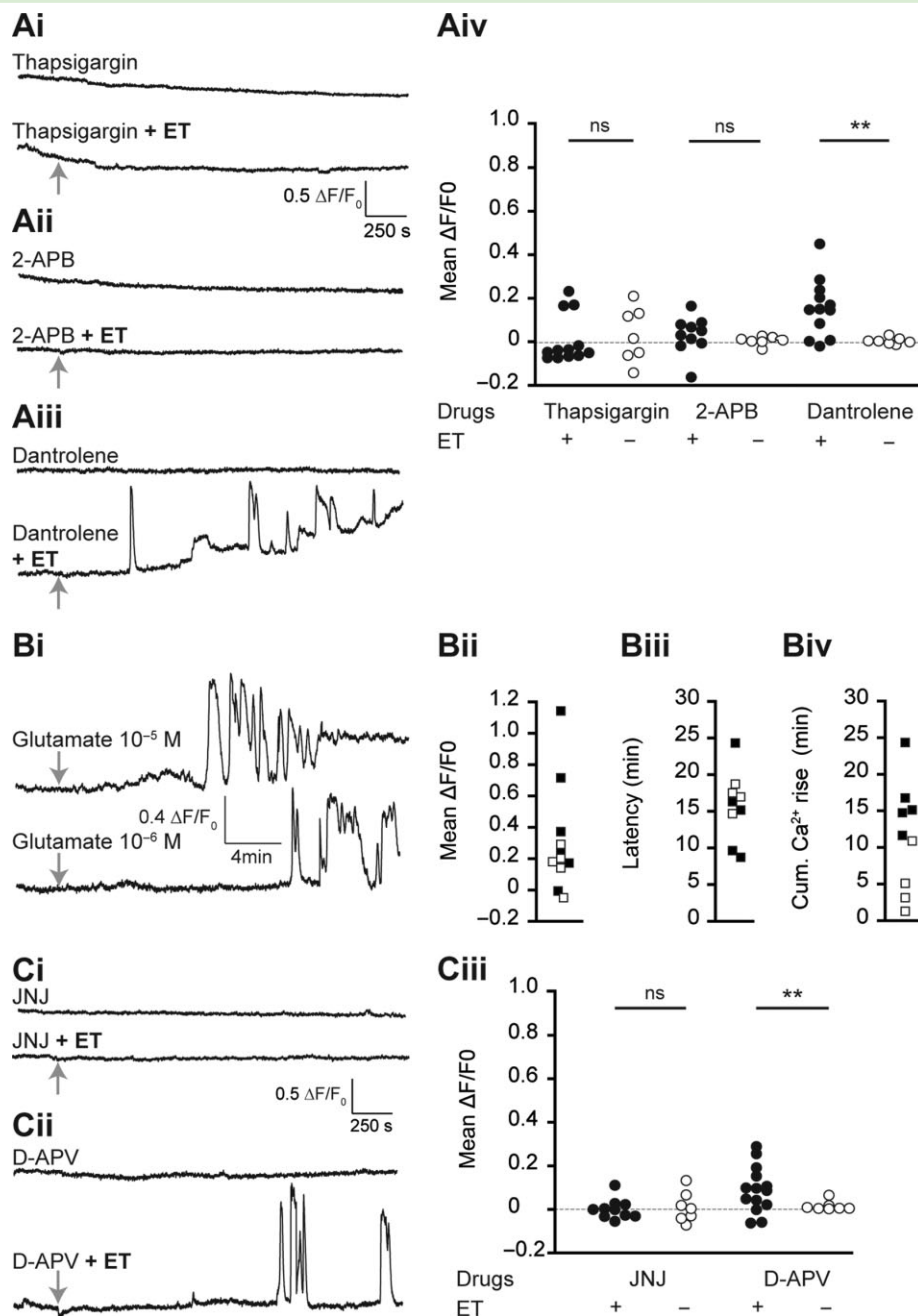 Ai
Thapsigargin
Thapsigargin + ET
0.5 ΔF/F0
250 s
Aii
2-APB
2-APB + ET
Aiii
Dantrolene
Dantrolene
+ ET
Aiv
ns ns **
Mean ΔF/F0
1.0
0.8
0.6
0.4
0.2
0
−0.2
Drugs Thapsigargin 2-APB Dantrolene
ET + − + − + −
Bi
Glutamate 10⁻⁵ M
0.4 ΔF/F0
4min
Glutamate 10⁻⁶ M
Bii
Mean ΔF/F0
1.2
1.0
0.8
0.6
0.4
0.2
0
−0.2
Biii
Latency (min)
30
25
20
15
10
5
0
Biv
Cum. Ca²⁺ rise (min)
30
25
20
15
10
5
0
Ci
JNJ
JNJ + ET
0.5 ΔF/F0
250 s
Cii
D-APV
D-APV + ET
Ciii
ns **
Mean ΔF/F0
1.0
0.8
0.6
0.4
0.2
0
−0.2
Drugs JNJ D-APV
ET + − + −